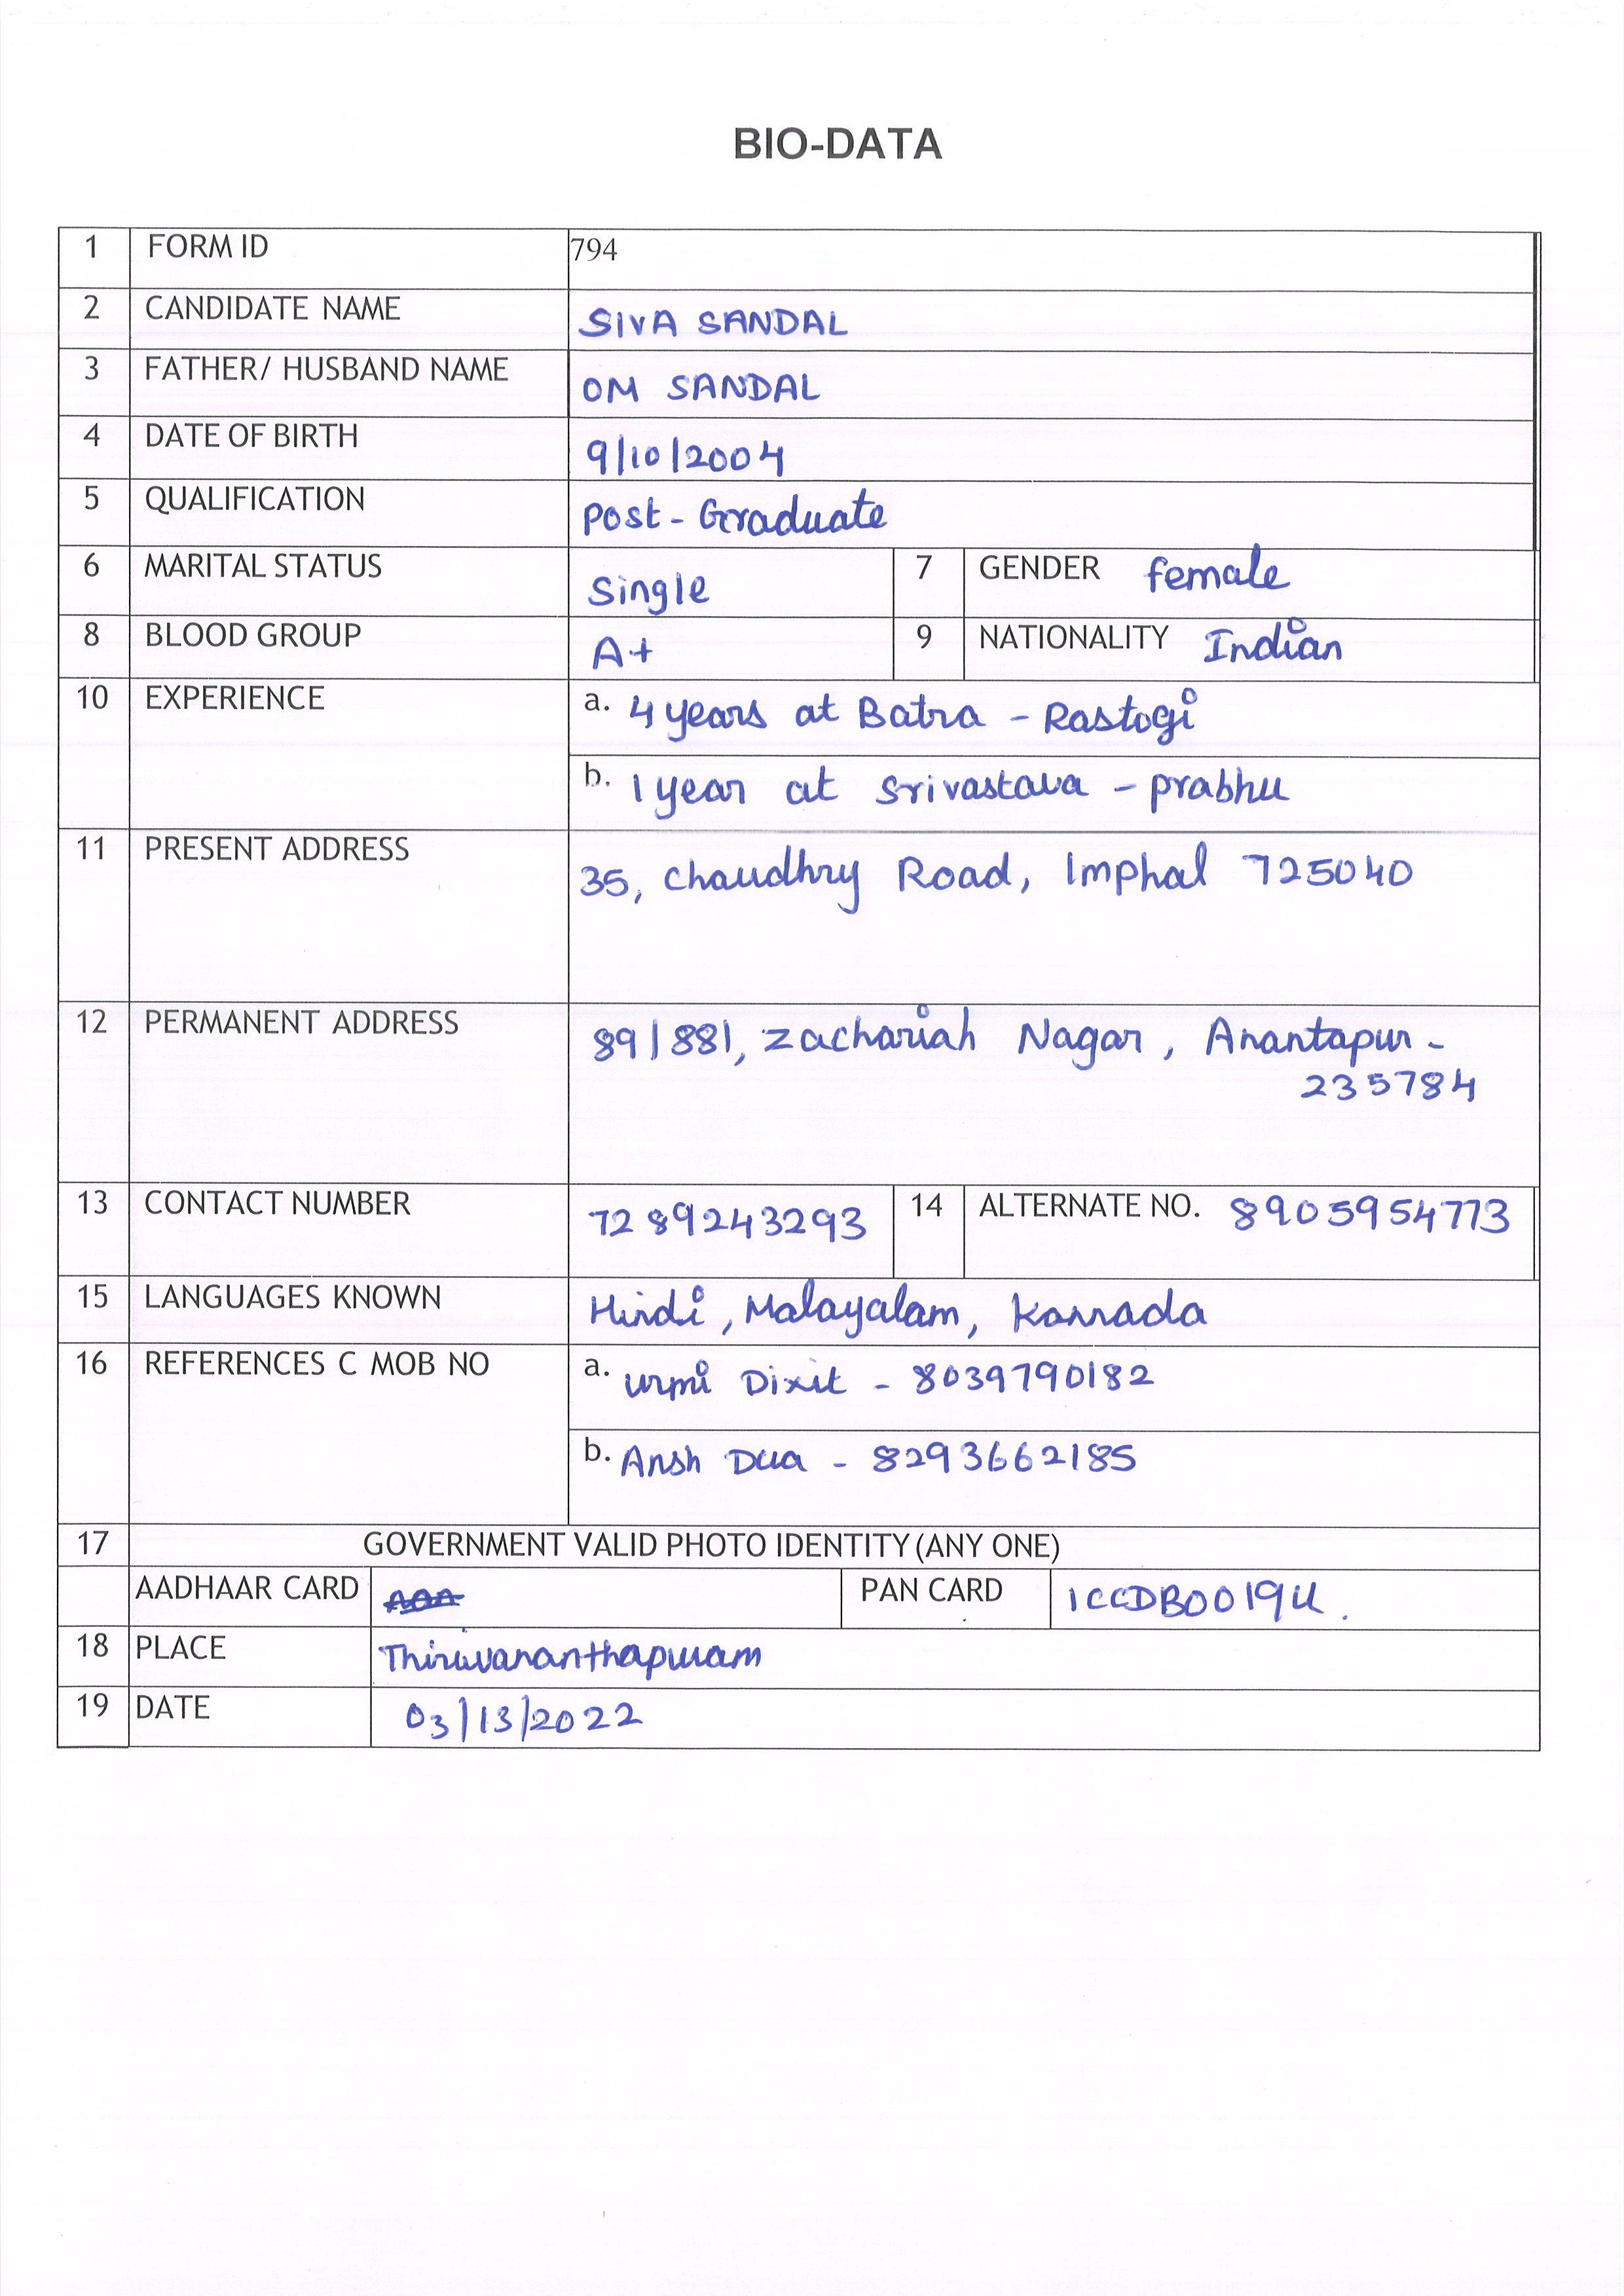 BIO-DATA
1 FORM ID 794
2 CANDIDATE NAME SIVA SANDAL
3 FATHER/ HUSBAND NAME OM SANDAL
4 DATE OF BIRTH 9/10/2004
5 QUALIFICATION Post - Graduate
6 MARITAL STATUS Single 7 GENDER female
8 BLOOD GROUP A+ 9 NATIONALITY Indian
10 EXPERIENCE a. 4 years at Batra - Rastogi
b. 1 year at Srivastava - prabhu
11 PRESENT ADDRESS 35, Chaudhry Road, Imphal 725040
12 PERMANENT ADDRESS 89/881, Zachariah Nagar, Anantapur -
235784
13 CONTACT NUMBER 7289243293 14 ALTERNATE NO. 8905954773
15 LANGUAGES KNOWN Hindi, Malayalam, Kannada
16 REFERENCES C MOB NO a. Urmi Dixit - 8039790182
b. Ansh Dua - 8293662185
17 GOVERNMENT VALID PHOTO IDENTITY (ANY ONE)
AADHAAR CARD PAN CARD ICCDB0019U.
18 PLACE Thiruvananthapuram
19 DATE 03/13/2022